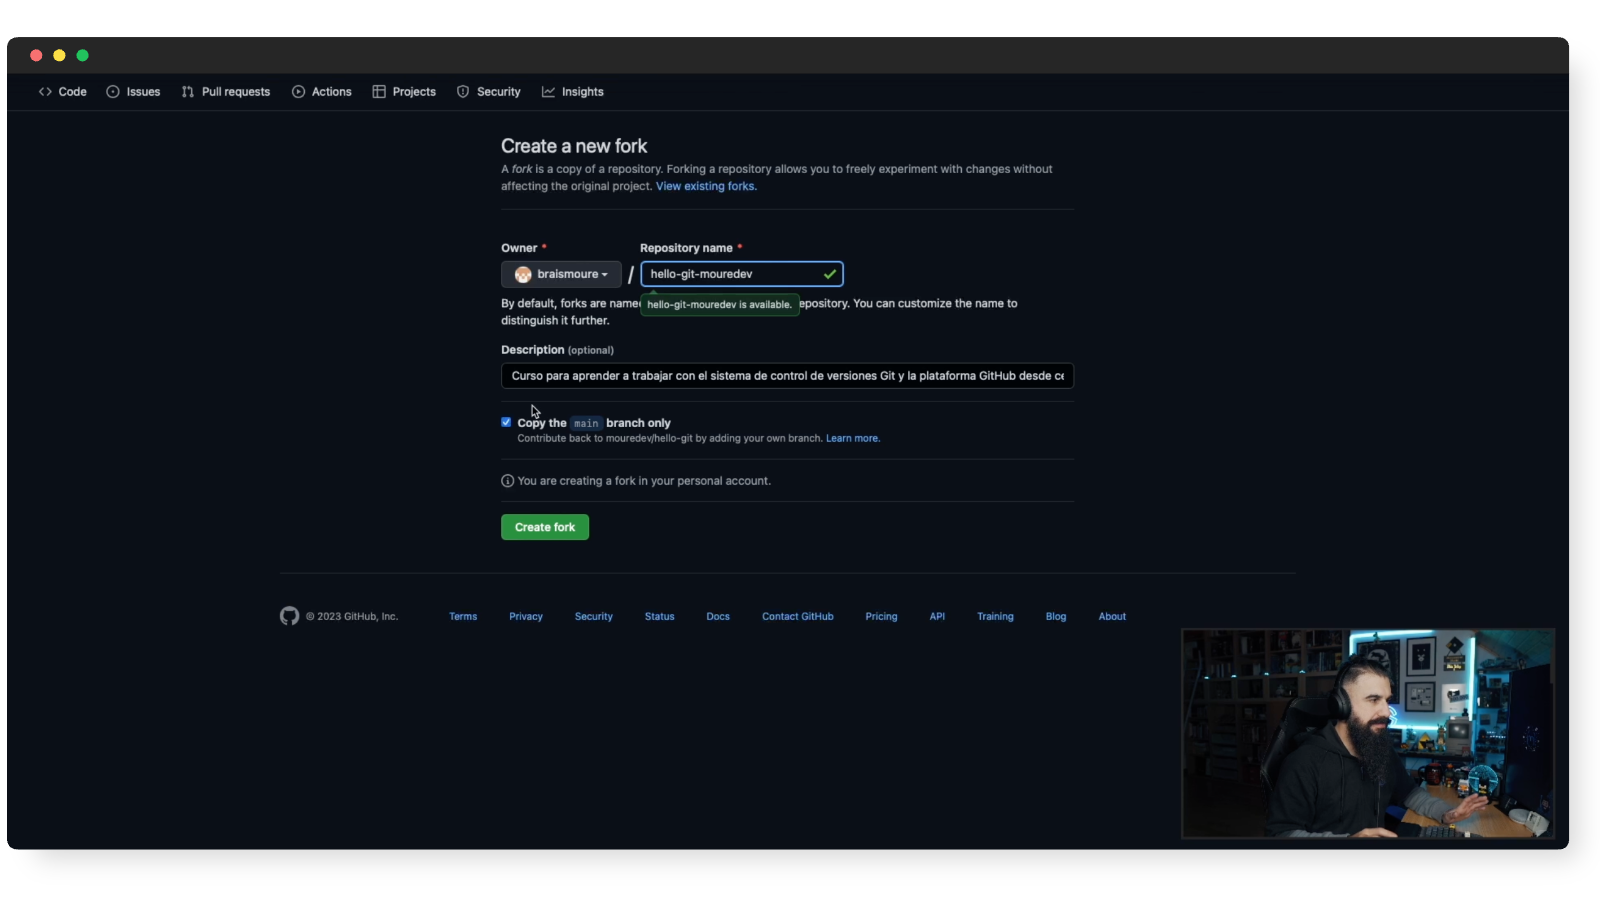 Code Issues Pull requests Actions Projects Security Insights
Create a new fork
A fork is a copy of a repository. Forking a repository allows you to freely experiment with changes without
affecting the original project. View existing forks.
Owner * Repository name *
braismoure / hello-git-mouredev
By default, forks are name hello-git-mouredev is available. epository. You can customize the name to
distinguish it further.
Description (optional)
Curso para aprender a trabajar con el sistema de control de versiones Git y la plataforma GitHub desde ce
Copy the main branch only
Contribute back to mouredev/hello-git by adding your own branch. Learn more.
You are creating a fork in your personal account.
Create fork
© 2023 GitHub, Inc. Terms Privacy Security Status Docs Contact GitHub Pricing API Training Blog About